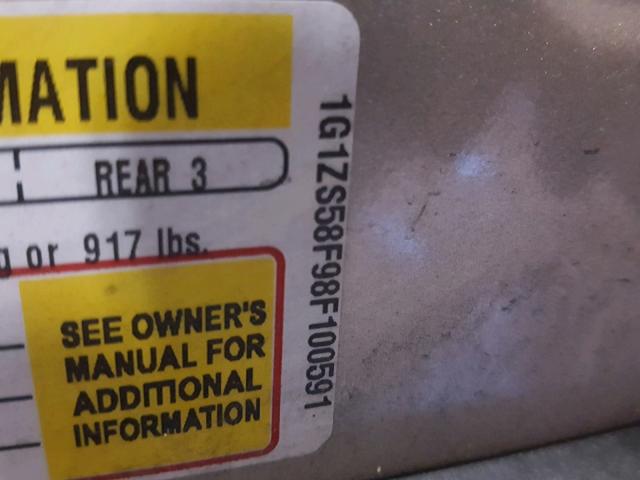 MATION
REAR 3
g or 917 lbs.
SEE OWNER'S
MANUAL FOR
ADDITIONAL
INFORMATION
1G1ZS58F98F100591